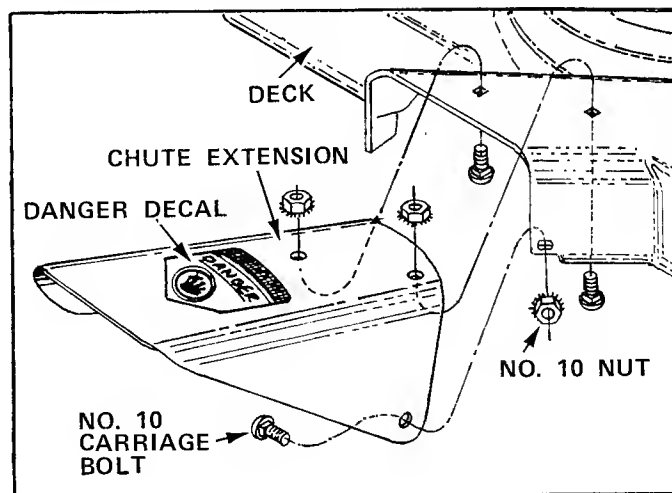 DECK
CHUTE EXTENSION
DANGER DECAL
DANGER
NO. 10 NUT
NO. 10
CARRIAGE
BOLT